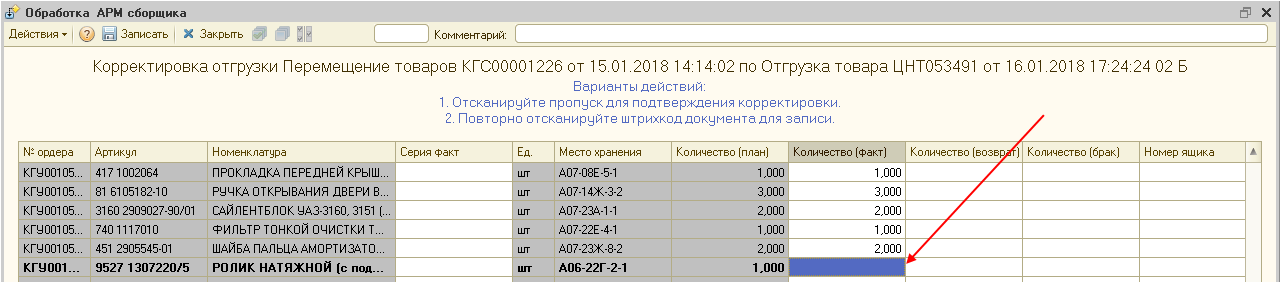 Обработка  АРМ сборщика
Действия ? Записать Закрыть Комментарий:
Корректировка отгрузки Перемещение товаров КГС00001226 от 15.01.2018 14:14:02 по Отгрузка товара ЦНТ053491 от 16.01.2018 17:24:24 02 Б
Варианты действий:
1. Отсканируйте пропуск для подтверждения корректировки.
2. Повторно отсканируйте штрихкод документа для записи.
№ ордера Артикул Номенклатура Серия факт Ед. Место хранения Количество (план) Количество (факт) Количество (возврат) Количество (брак) Номер ящика
КГУ00105... 417 1002064 ПРОКЛАДКА ПЕРЕДНЕЙ КРЫШ... шт А07-08Е-5-1 1,000 1,000
КГУ00105... 81 6105182-10 РУЧКА ОТКРЫВАНИЯ ДВЕРИ В... шт А07-14Ж-3-2 3,000 3,000
КГУ00105... 3160 2909027-90/01 САЙЛЕНТБЛОК УАЗ-3160, 3151 (... шт А07-23А-1-1 2,000 2,000
КГУ00105... 740 1117010 ФИЛЬТР ТОНКОЙ ОЧИСТКИ Т... шт А07-22Е-4-1 1,000 1,000
КГУ00105... 451 2905545-01 ШАЙБА ПАЛЬЦА АМОРТИЗАТО... шт А07-23Ж-8-2 2,000 2,000
КГУ001... 9527 1307220/5 РОЛИК НАТЯЖНОЙ (с под... шт А06-22Г-2-1 1,000